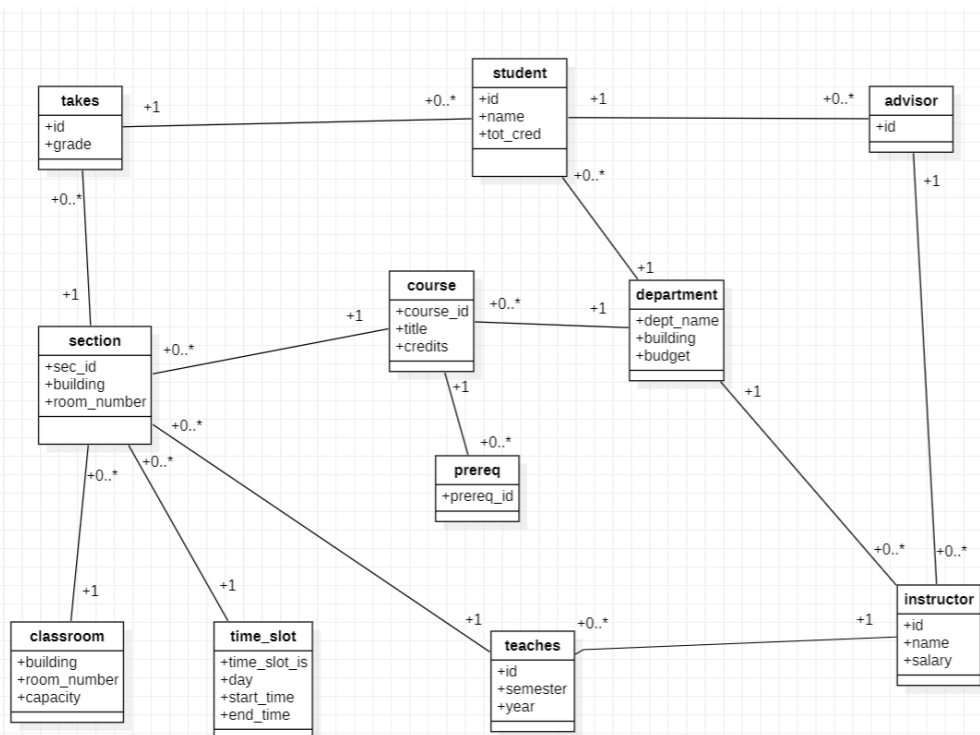 student
+id
+name
+tot_cred
takes
+id
+grade
advisor
+id
+1
+0..*
+1
+0..*
+0..*
+1
+0..*
+1
+1
course
+course_id
+title
+credits
department
+dept_name
+building
+budget
+0..*
+1
section
+sec_id
+building
+room_number
+0..*
+1
+1
+0..*
prereq
+prereq_id
+1
+0..*
+0..*
+0..*
+0..*
+0..*
+1
+1
+1
+0..*
+1
classroom
+building
+room_number
+capacity
time_slot
+time_slot_is
+day
+start_time
+end_time
teaches
+id
+semester
+year
instructor
+id
+name
+salary